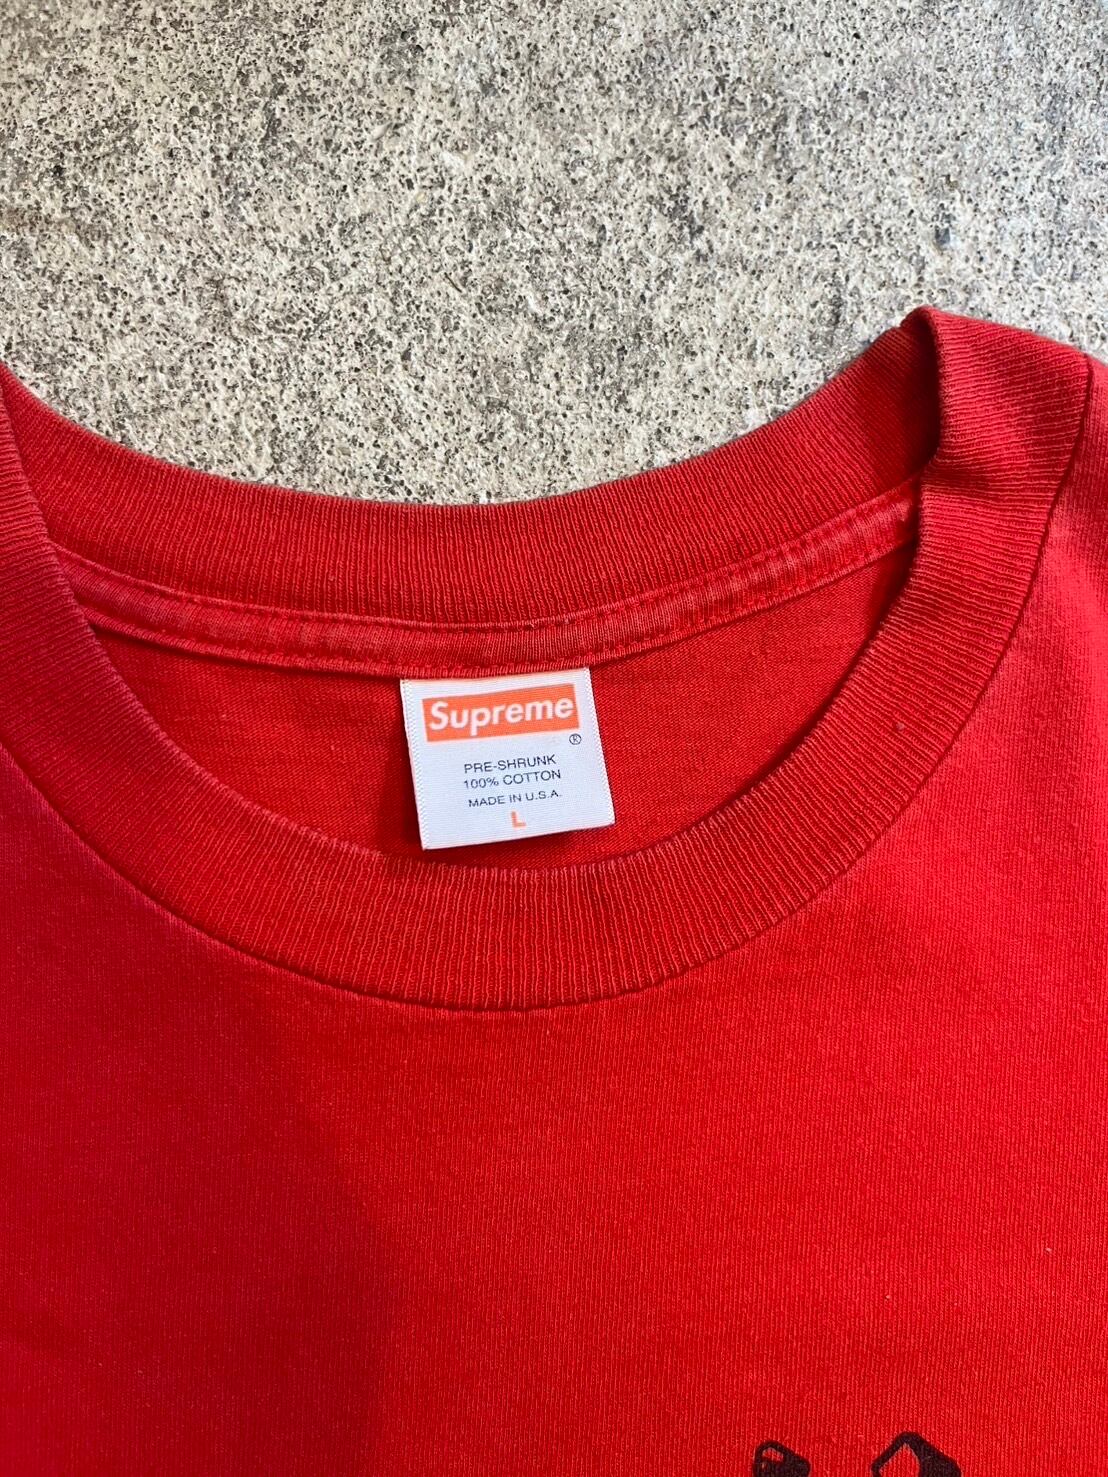 Supreme
®
PRE-SHRUNK
100% COTTON
MADE IN U.S.A.
L